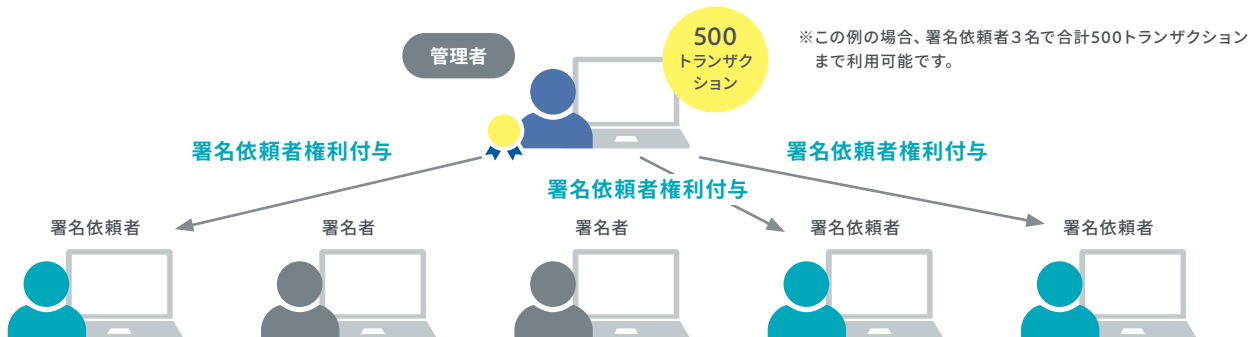 管理者
500
トランザク
ション
※この例の場合、署名依頼者3名で合計500トランザクション
まで利用可能です。
署名依頼者権利付与
署名依頼者権利付与
署名依頼者権利付与
署名依頼者
署名者
署名者
署名依頼者
署名依頼者